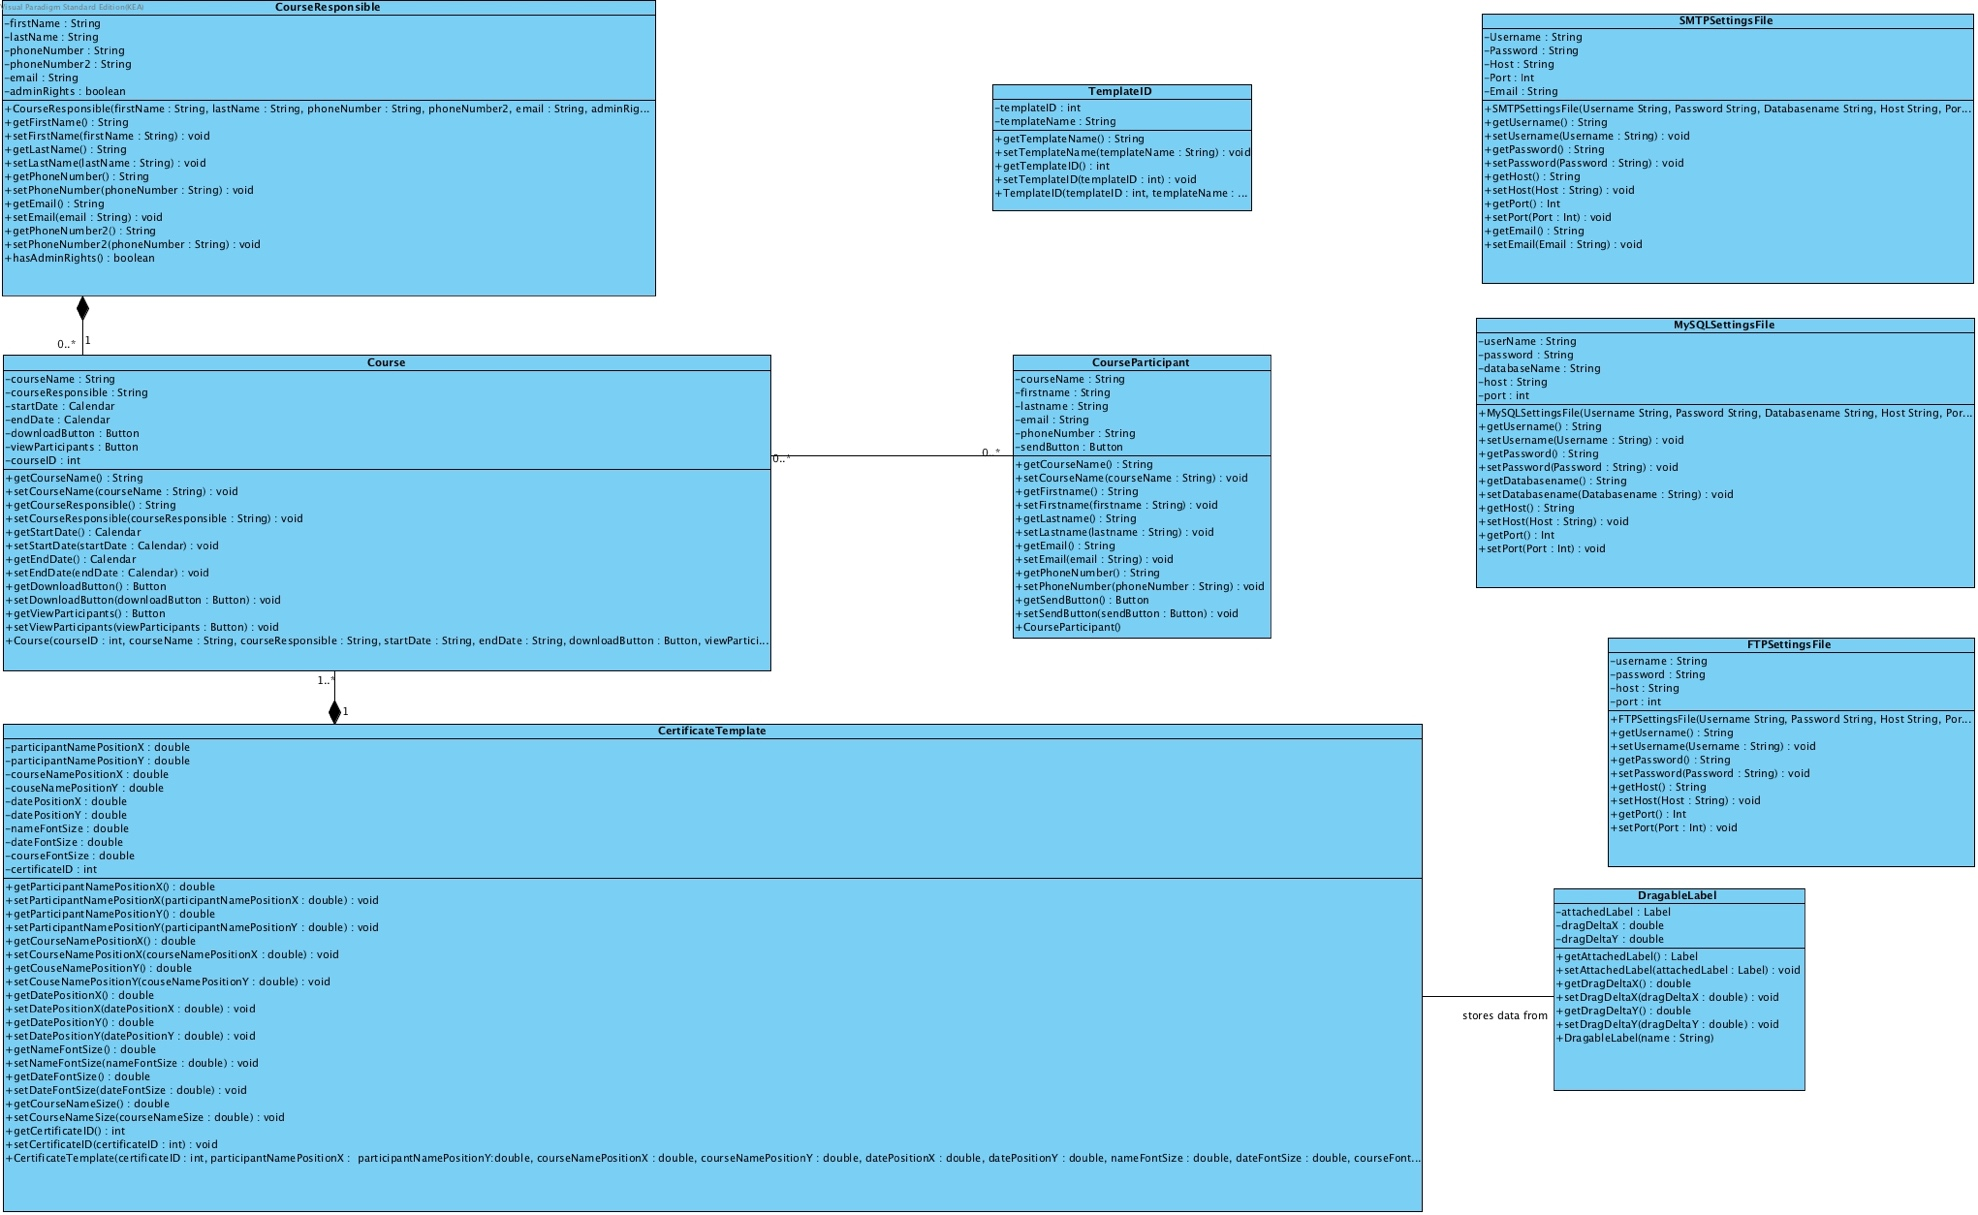 Visual Paradigm Standard Edition(KEA)
CourseResponsible
-firstName : String
-lastName : String
-phoneNumber : String
-phoneNumber2 : String
-email : String
-adminRights : boolean
+CourseResponsible(firstName : String, lastName : String, phoneNumber : String, phoneNumber2, email : String, adminRig...
+getFirstName() : String
+setFirstName(firstName : String) : void
+getLastName() : String
+setLastName(lastName : String) : void
+getPhoneNumber() : String
+setPhoneNumber(phoneNumber : String) : void
+getEmail() : String
+setEmail(email : String) : void
+getPhoneNumber2() : String
+setPhoneNumber2(phoneNumber : String) : void
+hasAdminRights() : boolean
0..*
1
TemplateID
-templateID : int
-templateName : String
+getTemplateName() : String
+setTemplateName(templateName : String) : void
+getTemplateID() : int
+setTemplateID(templateID : int) : void
+TemplateID(templateID : int, templateName : ...
SMTPSettingsFile
-Username : String
-Password : String
-Host : String
-Port : Int
-Email : String
+SMTPSettingsFile(Username String, Password String, Databasename String, Host String, Por...
+getUsername() : String
+setUsername(Username : String) : void
+getPassword() : String
+setPassword(Password : String) : void
+getHost() : String
+setHost(Host : String) : void
+getPort() : Int
+setPort(Port : Int) : void
+getEmail() : String
+setEmail(Email : String) : void
Course
-courseName : String
-courseResponsible : String
-startDate : Calendar
-endDate : Calendar
-downloadButton : Button
-viewParticipants : Button
-courseID : int
+getCourseName() : String
+setCourseName(courseName : String) : void
+getCourseResponsible() : String
+setCourseResponsible(courseResponsible : String) : void
+getStartDate() : Calendar
+setStartDate(startDate : Calendar) : void
+getEndDate() : Calendar
+setEndDate(endDate : Calendar) : void
+getDownloadButton() : Button
+setDownloadButton(downloadButton : Button) : void
+getViewParticipants() : Button
+setViewParticipants(viewParticipants : Button) : void
+Course(courseID : int, courseName : String, courseResponsible : String, startDate : String, endDate : String, downloadButton : Button, viewPartici...
0..*
0..*
CourseParticipant
-courseName : String
-firstname : String
-lastname : String
-email : String
-phoneNumber : String
-sendButton : Button
+getCourseName() : String
+setCourseName(courseName : String) : void
+getFirstname() : String
+setFirstname(firstname : String) : void
+getLastname() : String
+setLastname(lastname : String) : void
+getEmail() : String
+setEmail(email : String) : void
+getPhoneNumber() : String
+setPhoneNumber(phoneNumber : String) : void
+getSendButton() : Button
+setSendButton(sendButton : Button) : void
+CourseParticipant()
MySQLSettingsFile
-userName : String
-password : String
-databaseName : String
-host : String
-port : int
+MySQLSettingsFile(Username String, Password String, Databasename String, Host String, Por...
+getUsername() : String
+setUsername(Username : String) : void
+getPassword() : String
+setPassword(Password : String) : void
+getDatabasename() : String
+setDatabasename(Databasename : String) : void
+getHost() : String
+setHost(Host : String) : void
+getPort() : Int
+setPort(Port : Int) : void
1..*
1
FTPSettingsFile
-username : String
-password : String
-host : String
-port : int
+FTPSettingsFile(Username String, Password String, Host String, Por...
+getUsername() : String
+setUsername(Username : String) : void
+getPassword() : String
+setPassword(Password : String) : void
+getHost() : String
+setHost(Host : String) : void
+getPort() : Int
+setPort(Port : Int) : void
CertificateTemplate
-participantNamePositionX : double
-participantNamePositionY : double
-courseNamePositionX : double
-couseNamePositionY : double
-datePositionX : double
-datePositionY : double
-nameFontSize : double
-dateFontSize : double
-courseFontSize : double
-certificateID : int
+getParticipantNamePositionX() : double
+setParticipantNamePositionX(participantNamePositionX : double) : void
+getParticipantNamePositionY() : double
+setParticipantNamePositionY(participantNamePositionY : double) : void
+getCourseNamePositionX() : double
+setCourseNamePositionX(courseNamePositionX : double) : void
+getCouseNamePositionY() : double
+setCouseNamePositionY(couseNamePositionY : double) : void
+getDatePositionX() : double
+setDatePositionX(datePositionX : double) : void
+getDatePositionY() : double
+setDatePositionY(datePositionY : double) : void
+getNameFontSize() : double
+setNameFontSize(nameFontSize : double) : void
+getDateFontSize() : double
+setDateFontSize(dateFontSize : double) : void
+getCourseNameSize() : double
+setCourseNameSize(courseNameSize : double) : void
+getCertificateID() : int
+setCertificateID(certificateID : int) : void
+CertificateTemplate(certificateID : int, participantNamePositionX : participantNamePositionY:double, courseNamePositionX : double, courseNamePositionY : double, datePositionX : double, datePositionY : double, nameFontSize : double, dateFontSize : double, courseFont...
stores data from
DragableLabel
-attachedLabel : Label
-dragDeltaX : double
-dragDeltaY : double
+getAttachedLabel() : Label
+setAttachedLabel(attachedLabel : Label) : void
+getDragDeltaX() : double
+setDragDeltaX(dragDeltaX : double) : void
+getDragDeltaY() : double
+setDragDeltaY(dragDeltaY : double) : void
+DragableLabel(name : String)